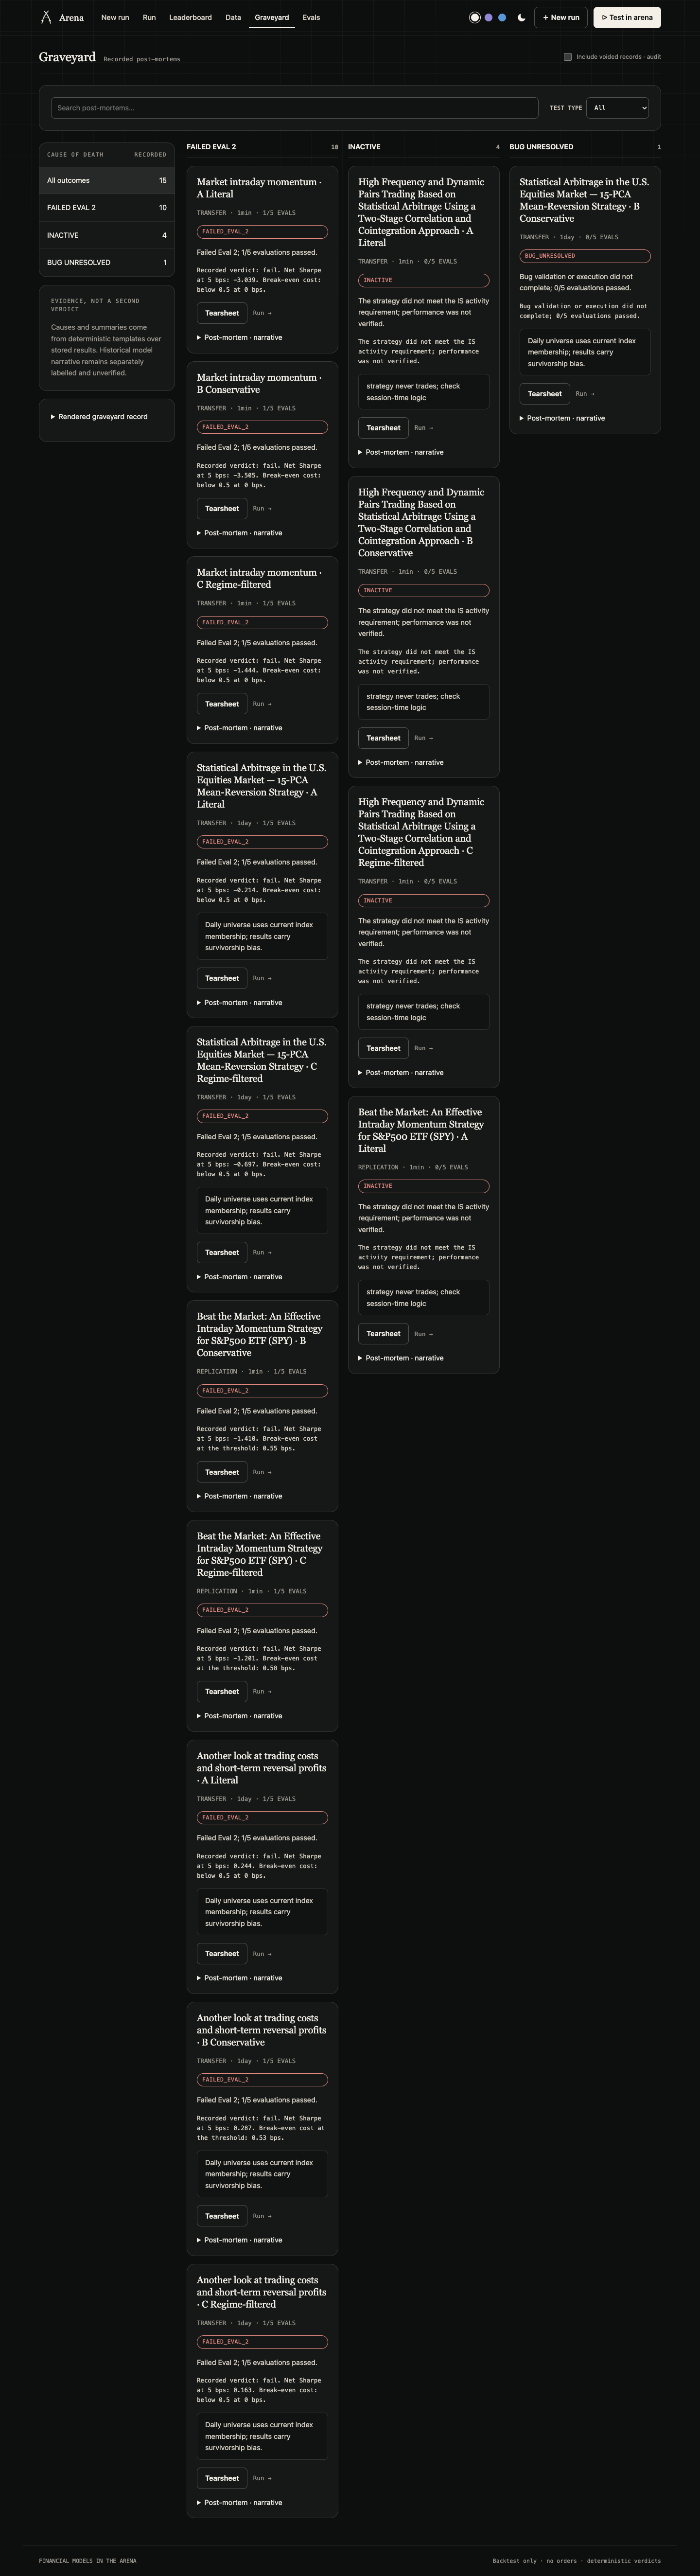 Arena
New run
Run
Leaderboard
Data
Graveyard
Evals
+ New run
Test in arena
Graveyard
Recorded post-mortems
Include voided records · audit
Search post-mortems...
TEST TYPE
All
CAUSE OF DEATH
RECORDED
All outcomes 15
FAILED EVAL 2 10
INACTIVE 4
BUG UNRESOLVED 1
EVIDENCE, NOT A SECOND
VERDICT
Causes and summaries come
from deterministic templates over
stored results. Historical model
narrative remains separately
labelled and unverified.
Rendered graveyard record
FAILED EVAL 2 10
Market intraday momentum ·
A Literal
TRANSFER · 1min · 1/5 EVALS
FAILED_EVAL_2
Failed Eval 2; 1/5 evaluations passed.
Recorded verdict: fail. Net Sharpe
at 5 bps: -3.039. Break-even cost:
below 0.5 at 0 bps.
Tearsheet
Run →
Post-mortem · narrative
Market intraday momentum ·
B Conservative
TRANSFER · 1min · 1/5 EVALS
FAILED_EVAL_2
Failed Eval 2; 1/5 evaluations passed.
Recorded verdict: fail. Net Sharpe
at 5 bps: -3.505. Break-even cost:
below 0.5 at 0 bps.
Tearsheet
Run →
Post-mortem · narrative
Market intraday momentum ·
C Regime-filtered
TRANSFER · 1min · 1/5 EVALS
FAILED_EVAL_2
Failed Eval 2; 1/5 evaluations passed.
Recorded verdict: fail. Net Sharpe
at 5 bps: -1.444. Break-even cost:
below 0.5 at 0 bps.
Tearsheet
Run →
Post-mortem · narrative
Statistical Arbitrage in the U.S.
Equities Market — 15-PCA
Mean-Reversion Strategy · A
Literal
TRANSFER · 1day · 1/5 EVALS
FAILED_EVAL_2
Failed Eval 2; 1/5 evaluations passed.
Recorded verdict: fail. Net Sharpe
at 5 bps: -0.214. Break-even cost:
below 0.5 at 0 bps.
Daily universe uses current index
membership; results carry
survivorship bias.
Tearsheet
Run →
Post-mortem · narrative
Statistical Arbitrage in the U.S.
Equities Market — 15-PCA
Mean-Reversion Strategy · C
Regime-filtered
TRANSFER · 1day · 1/5 EVALS
FAILED_EVAL_2
Failed Eval 2; 1/5 evaluations passed.
Recorded verdict: fail. Net Sharpe
at 5 bps: -0.697. Break-even cost:
below 0.5 at 0 bps.
Daily universe uses current index
membership; results carry
survivorship bias.
Tearsheet
Run →
Post-mortem · narrative
Beat the Market: An Effective
Intraday Momentum Strategy
for S&P500 ETF (SPY) · B
Conservative
REPLICATION · 1min · 1/5 EVALS
FAILED_EVAL_2
Failed Eval 2; 1/5 evaluations passed.
Recorded verdict: fail. Net Sharpe
at 5 bps: -1.410. Break-even cost
at the threshold: 0.55 bps.
Tearsheet
Run →
Post-mortem · narrative
Beat the Market: An Effective
Intraday Momentum Strategy
for S&P500 ETF (SPY) · C
Regime-filtered
REPLICATION · 1min · 1/5 EVALS
FAILED_EVAL_2
Failed Eval 2; 1/5 evaluations passed.
Recorded verdict: fail. Net Sharpe
at 5 bps: -1.201. Break-even cost
at the threshold: 0.58 bps.
Tearsheet
Run →
Post-mortem · narrative
Another look at trading costs
and short-term reversal profits
· A Literal
TRANSFER · 1day · 1/5 EVALS
FAILED_EVAL_2
Failed Eval 2; 1/5 evaluations passed.
Recorded verdict: fail. Net Sharpe
at 5 bps: 0.244. Break-even cost:
below 0.5 at 0 bps.
Daily universe uses current index
membership; results carry
survivorship bias.
Tearsheet
Run →
Post-mortem · narrative
Another look at trading costs
and short-term reversal profits
· B Conservative
TRANSFER · 1day · 1/5 EVALS
FAILED_EVAL_2
Failed Eval 2; 1/5 evaluations passed.
Recorded verdict: fail. Net Sharpe
at 5 bps: 0.287. Break-even cost at
the threshold: 0.53 bps.
Daily universe uses current index
membership; results carry
survivorship bias.
Tearsheet
Run →
Post-mortem · narrative
Another look at trading costs
and short-term reversal profits
· C Regime-filtered
TRANSFER · 1day · 1/5 EVALS
FAILED_EVAL_2
Failed Eval 2; 1/5 evaluations passed.
Recorded verdict: fail. Net Sharpe
at 5 bps: 0.163. Break-even cost:
below 0.5 at 0 bps.
Daily universe uses current index
membership; results carry
survivorship bias.
Tearsheet
Run →
Post-mortem · narrative
INACTIVE 4
High Frequency and Dynamic
Pairs Trading Based on
Statistical Arbitrage Using a
Two-Stage Correlation and
Cointegration Approach · A
Literal
TRANSFER · 1min · 0/5 EVALS
INACTIVE
The strategy did not meet the IS activity
requirement; performance was not
verified.
The strategy did not meet the IS
activity requirement; performance
was not verified.
strategy never trades; check
session-time logic
Tearsheet
Run →
Post-mortem · narrative
High Frequency and Dynamic
Pairs Trading Based on
Statistical Arbitrage Using a
Two-Stage Correlation and
Cointegration Approach · B
Conservative
TRANSFER · 1min · 0/5 EVALS
INACTIVE
The strategy did not meet the IS activity
requirement; performance was not
verified.
The strategy did not meet the IS
activity requirement; performance
was not verified.
strategy never trades; check
session-time logic
Tearsheet
Run →
Post-mortem · narrative
High Frequency and Dynamic
Pairs Trading Based on
Statistical Arbitrage Using a
Two-Stage Correlation and
Cointegration Approach · C
Regime-filtered
TRANSFER · 1min · 0/5 EVALS
INACTIVE
The strategy did not meet the IS activity
requirement; performance was not
verified.
The strategy did not meet the IS
activity requirement; performance
was not verified.
strategy never trades; check
session-time logic
Tearsheet
Run →
Post-mortem · narrative
Beat the Market: An Effective
Intraday Momentum Strategy
for S&P500 ETF (SPY) · A
Literal
REPLICATION · 1min · 0/5 EVALS
INACTIVE
The strategy did not meet the IS activity
requirement; performance was not
verified.
The strategy did not meet the IS
activity requirement; performance
was not verified.
strategy never trades; check
session-time logic
Tearsheet
Run →
Post-mortem · narrative
BUG UNRESOLVED 1
Statistical Arbitrage in the U.S.
Equities Market — 15-PCA
Mean-Reversion Strategy · B
Conservative
TRANSFER · 1day · 0/5 EVALS
BUG_UNRESOLVED
Bug validation or execution did not
complete; 0/5 evaluations passed.
Bug validation or execution did not
complete; 0/5 evaluations passed.
Daily universe uses current index
membership; results carry
survivorship bias.
Tearsheet
Run →
Post-mortem · narrative
FINANCIAL MODELS IN THE ARENA
Backtest only · no orders · deterministic verdicts